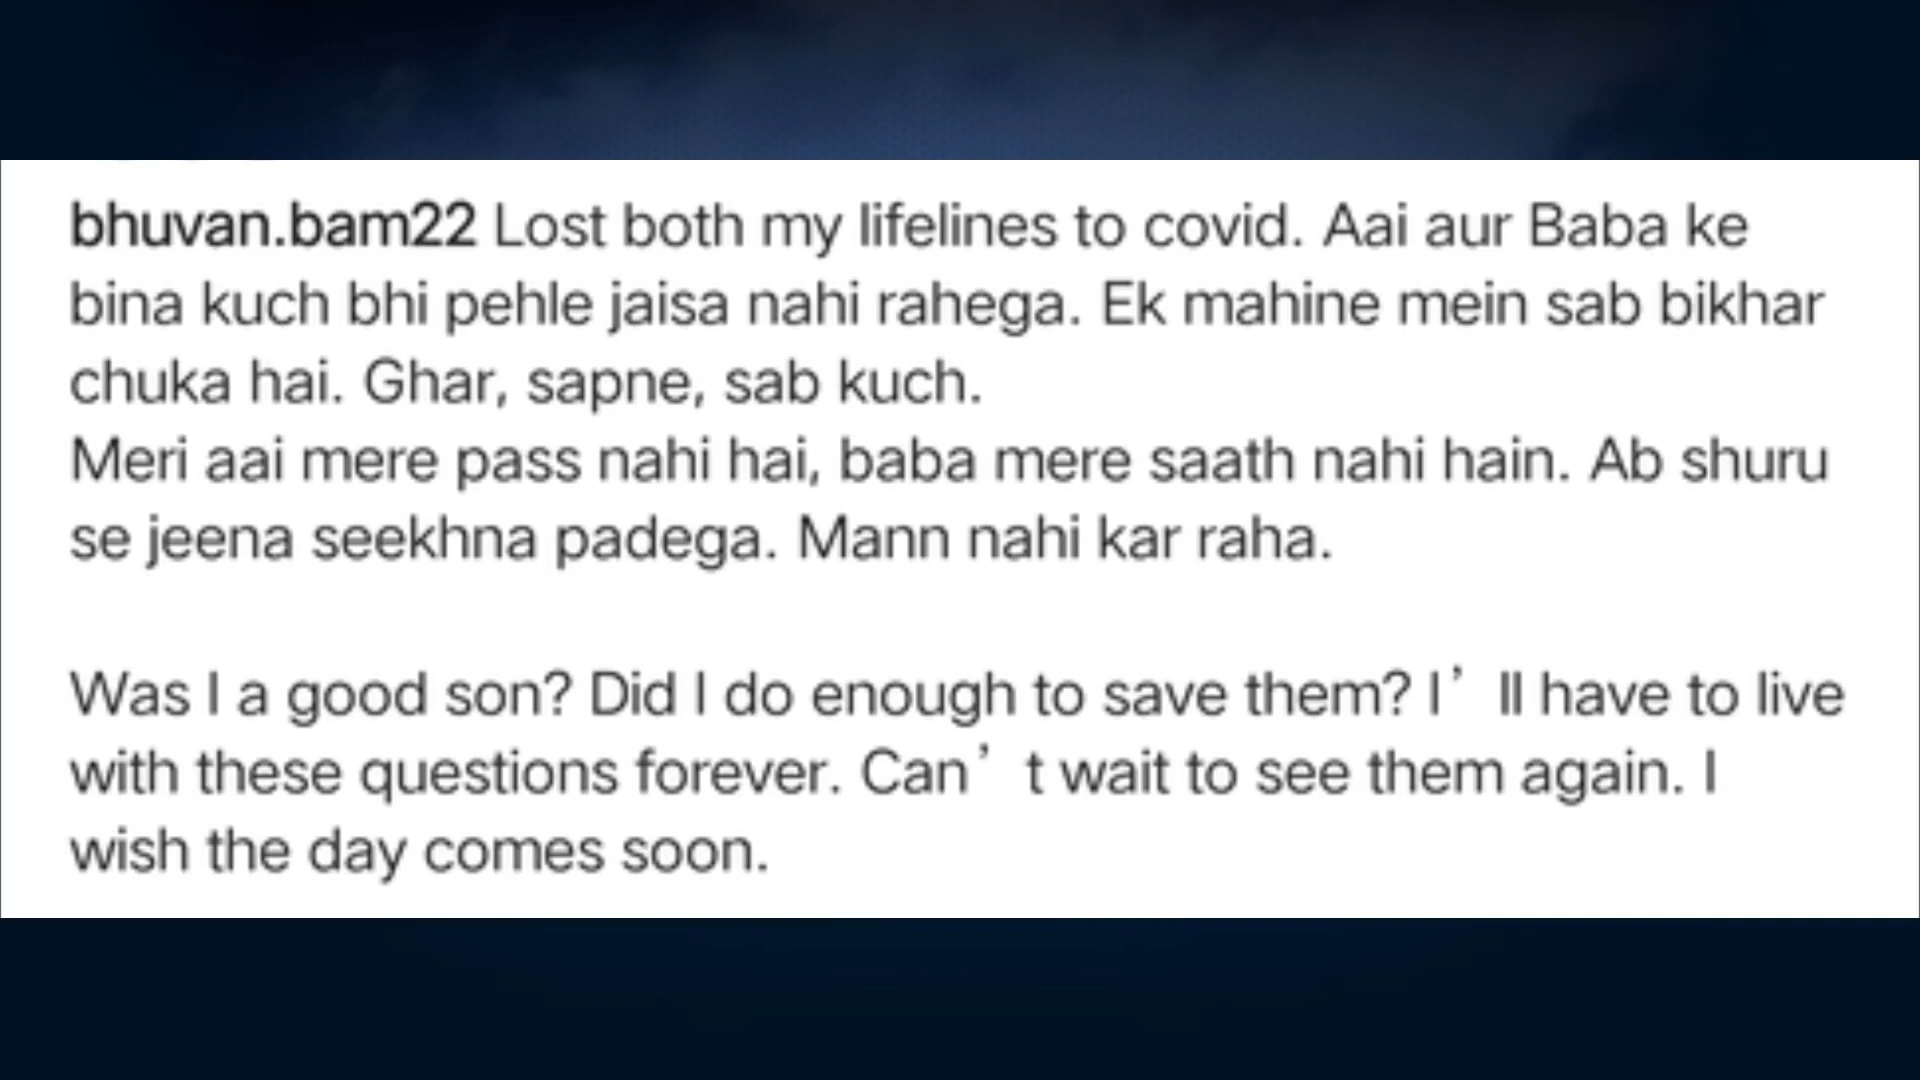 bhuvan.bam22 Lost both my lifelines to covid. Aai aur Baba ke
bina kuch bhi pehle jaisa nahi rahega. Ek mahine mein sab bikhar
chuka hai. Ghar, sapne, sab kuch.
Meri aai mere pass nahi hai, baba mere saath nahi hain. Ab shuru
se jeena seekhna padega. Mann nahi kar raha.
Was I a good son? Did I do enough to save them? I’ ll have to live
with these questions forever. Can’ t wait to see them again. I
wish the day comes soon.